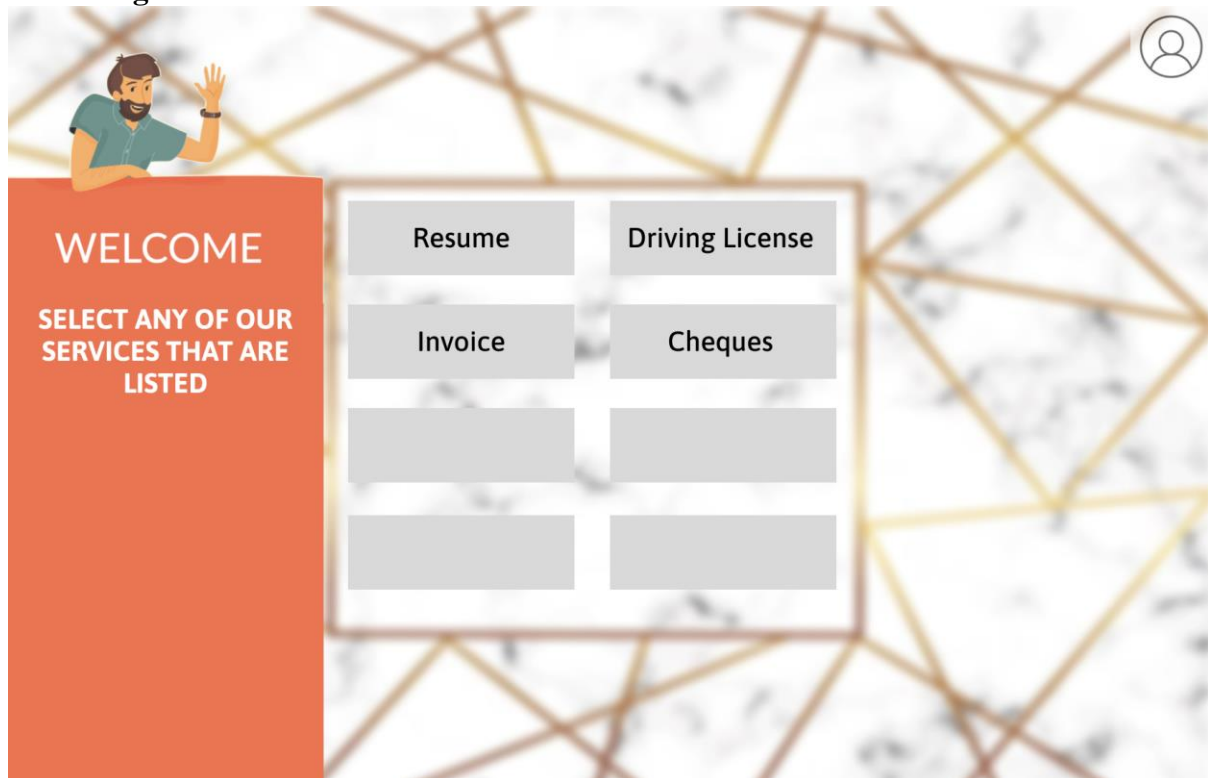 WELCOME
SELECT ANY OF OUR
SERVICES THAT ARE
LISTED
Resume
Driving License
Invoice
Cheques